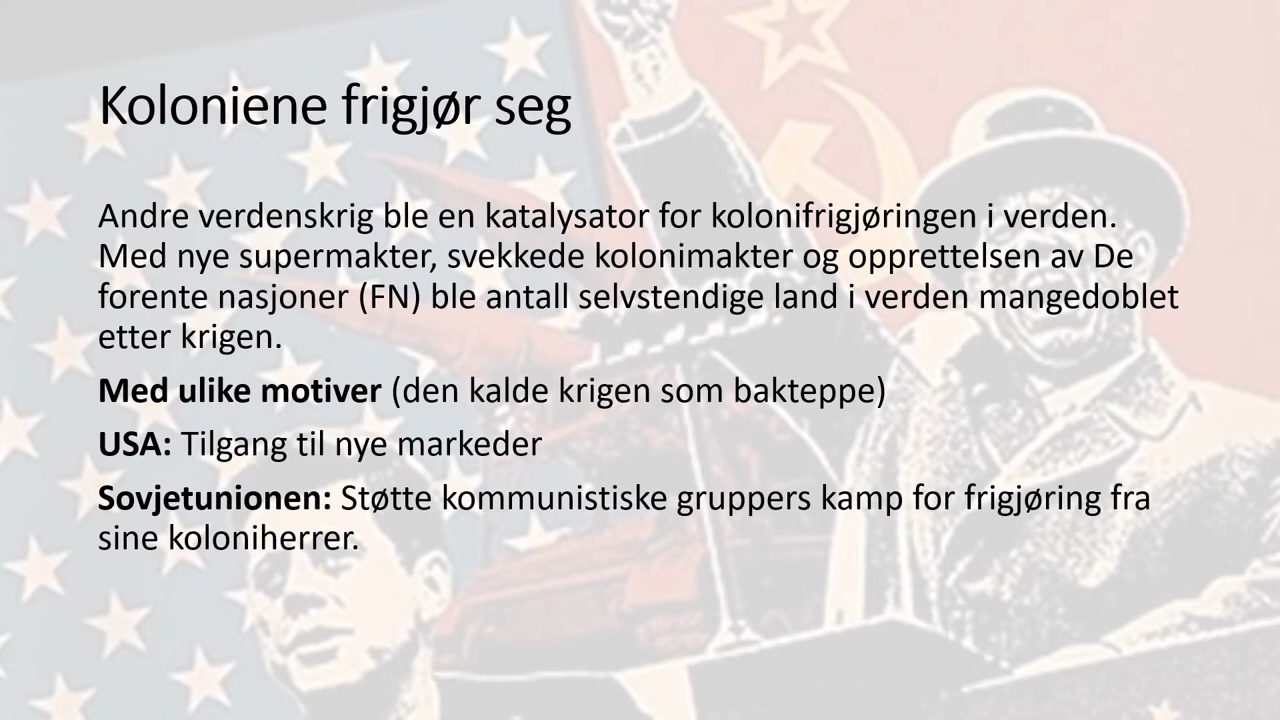 Koloniene frigjør seg
Andre verdenskrig ble en katalysator for kolonifrigjøringen i verden.
Med nye supermakter, svekkede kolonimakter og opprettelsen av De
forente nasjoner (FN) ble antall selvstendige land i verden mangedoblet
etter krigen.
Med ulike motiver (den kalde krigen som bakteppe)
USA: Tilgang til nye markeder
Sovjetunionen: Støtte kommunistiske gruppers kamp for frigjøring fra
sine koloniherrer.